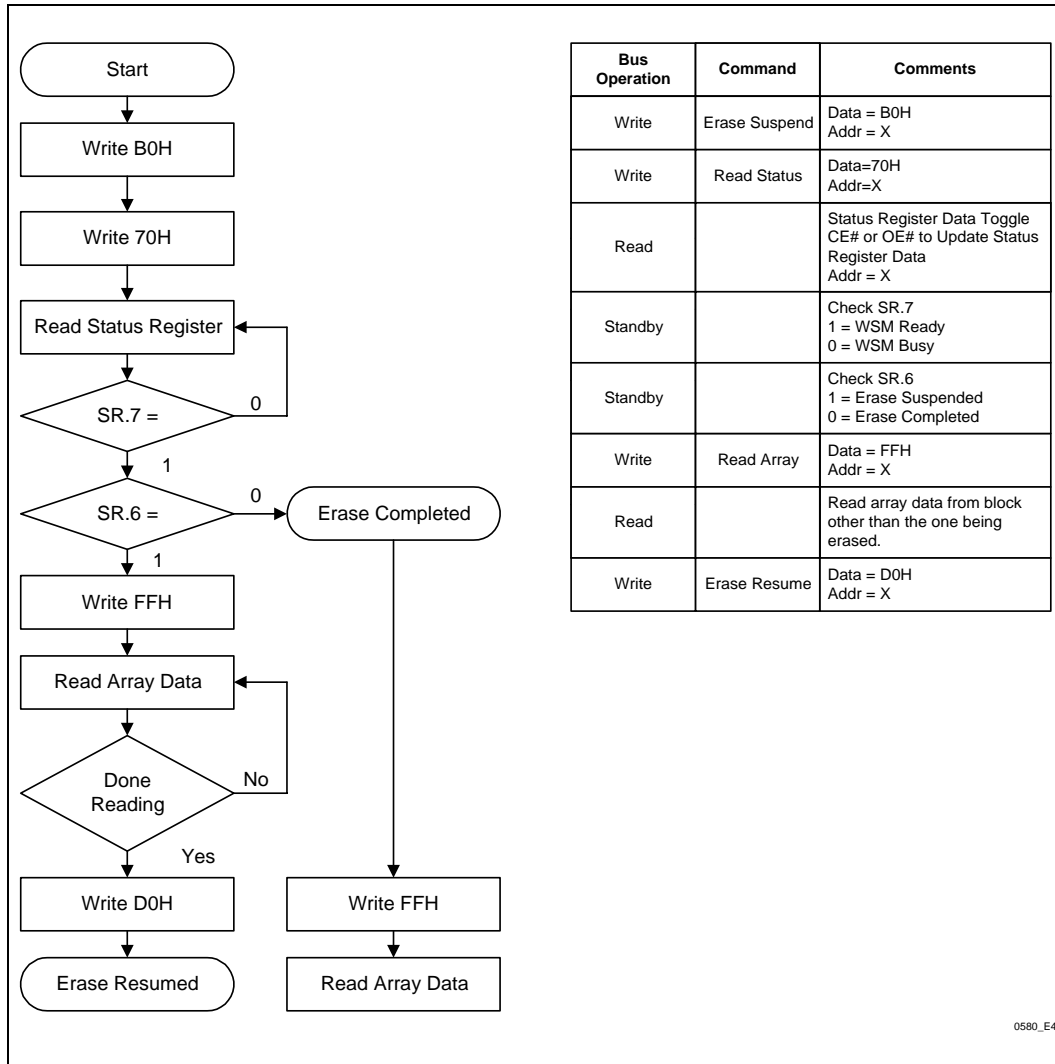 Start
Write B0H
Write 70H
Read Status Register
SR.7 =
0
1
SR.6 =
0
Erase Completed
1
Write FFH
Read Array Data
Done
Reading
No
Yes
Write D0H
Write FFH
Erase Resumed
Read Array Data
Bus
Operation
Command
Comments
Write
Erase Suspend
Data = B0H
Addr = X
Write
Read Status
Data=70H
Addr=X
Read
Status Register Data Toggle
CE# or OE# to Update Status
Register Data
Addr = X
Standby
Check SR.7
1 = WSM Ready
0 = WSM Busy
Standby
Check SR.6
1 = Erase Suspended
0 = Erase Completed
Write
Read Array
Data = FFH
Addr = X
Read
Read array data from block
other than the one being
erased.
Write
Erase Resume
Data = D0H
Addr = X
0580_E4